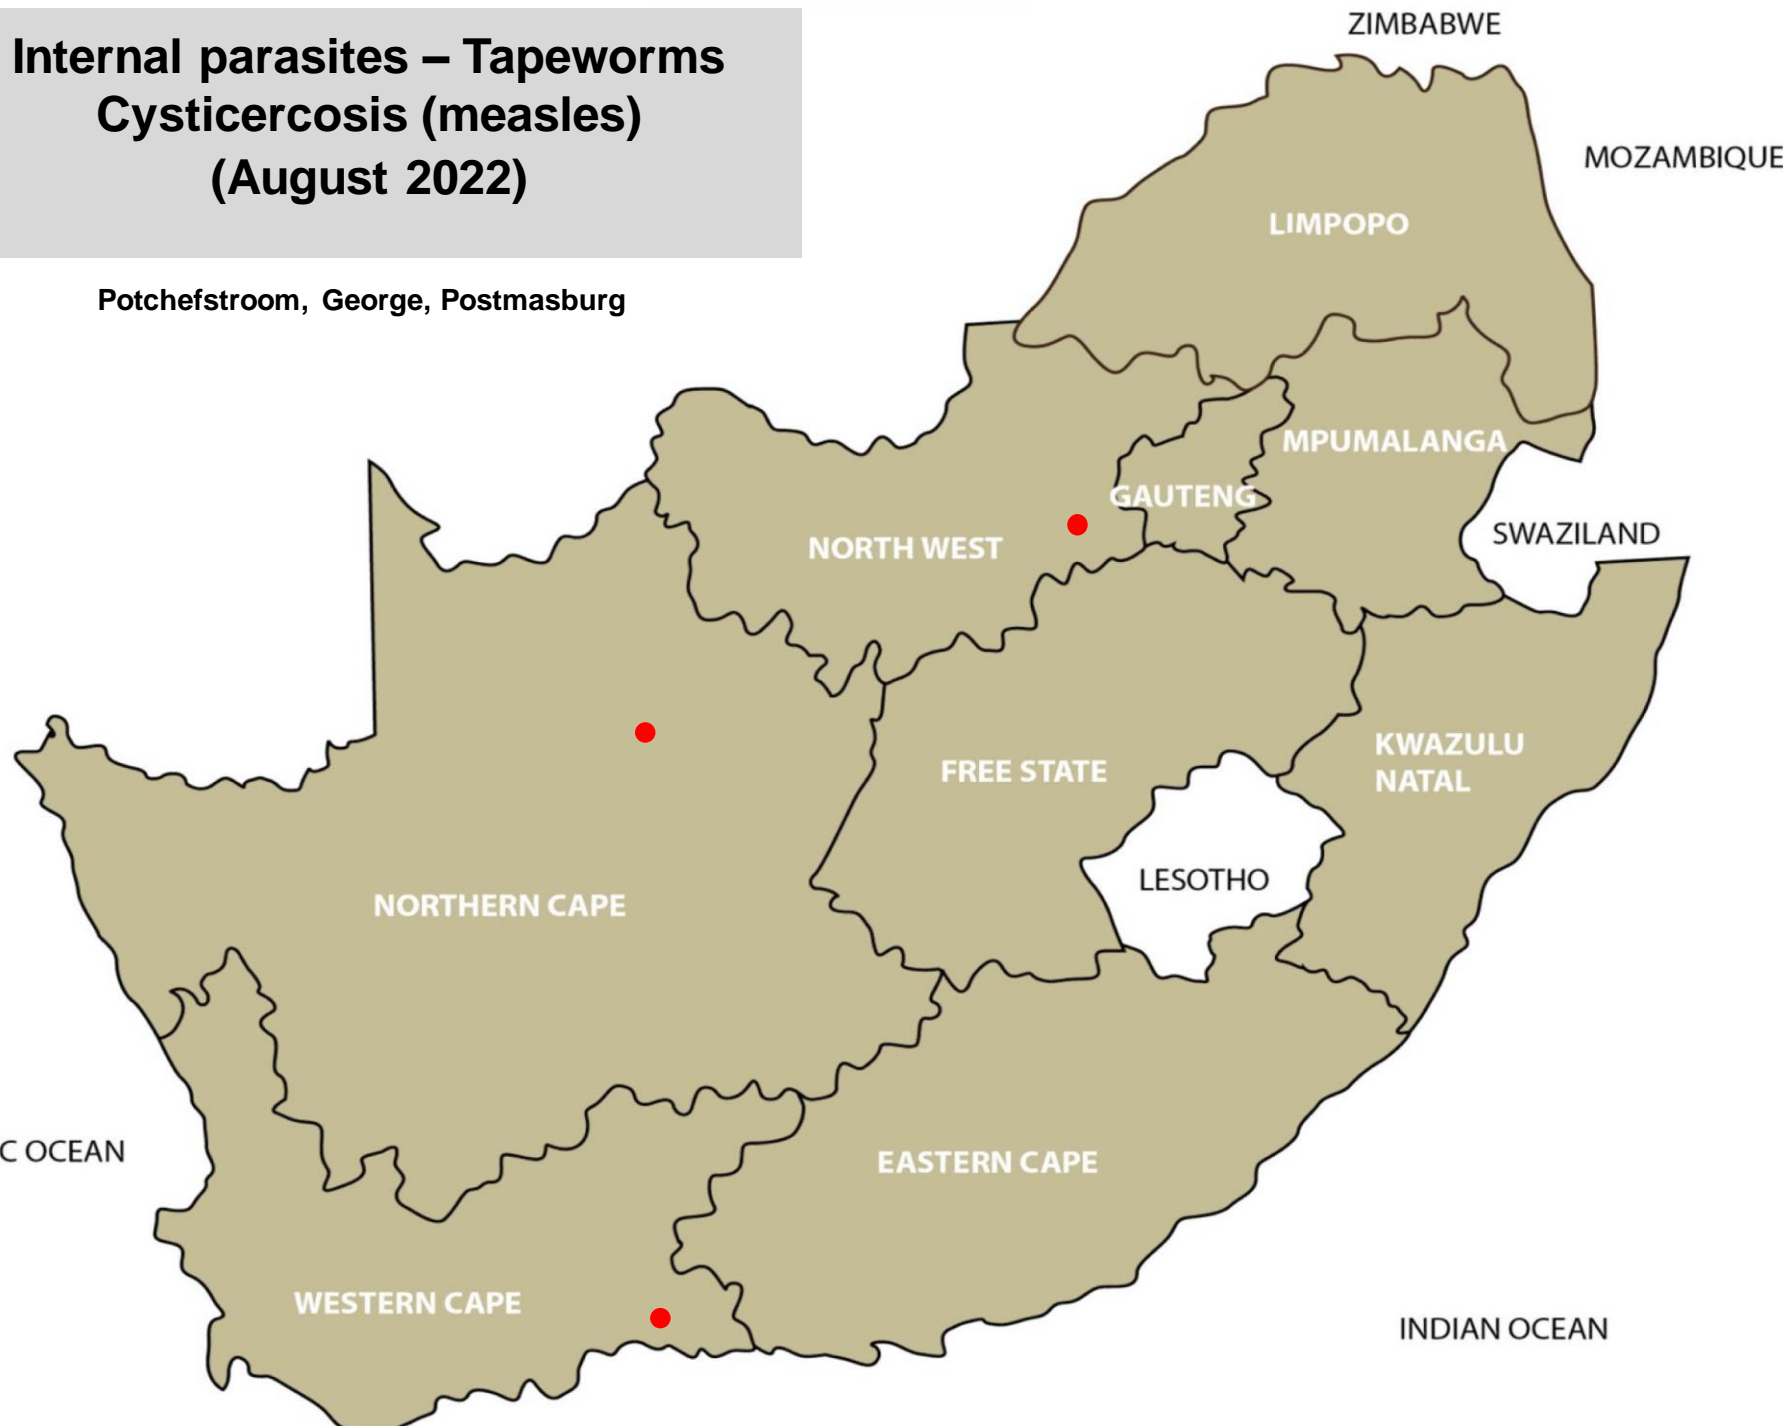 Internal parasites – Tapeworms
Cysticercosis (measles)
(August 2022)
Potchefstroom, George, Postmasburg
ZIMBABWE
MOZAMBIQUE
LIMPOPO
MPUMALANGA
GAUTENG
SWAZILAND
NORTH WEST
KWAZULU
NATAL
FREE STATE
LESOTHO
NORTHERN CAPE
C OCEAN
EASTERN CAPE
WESTERN CAPE
INDIAN OCEAN